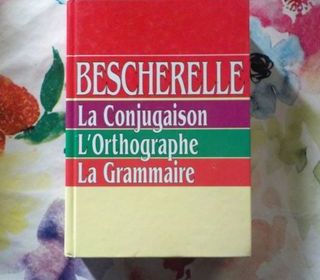 BESCHERELLE
La Conjugaison
L'Orthographe
La Grammaire